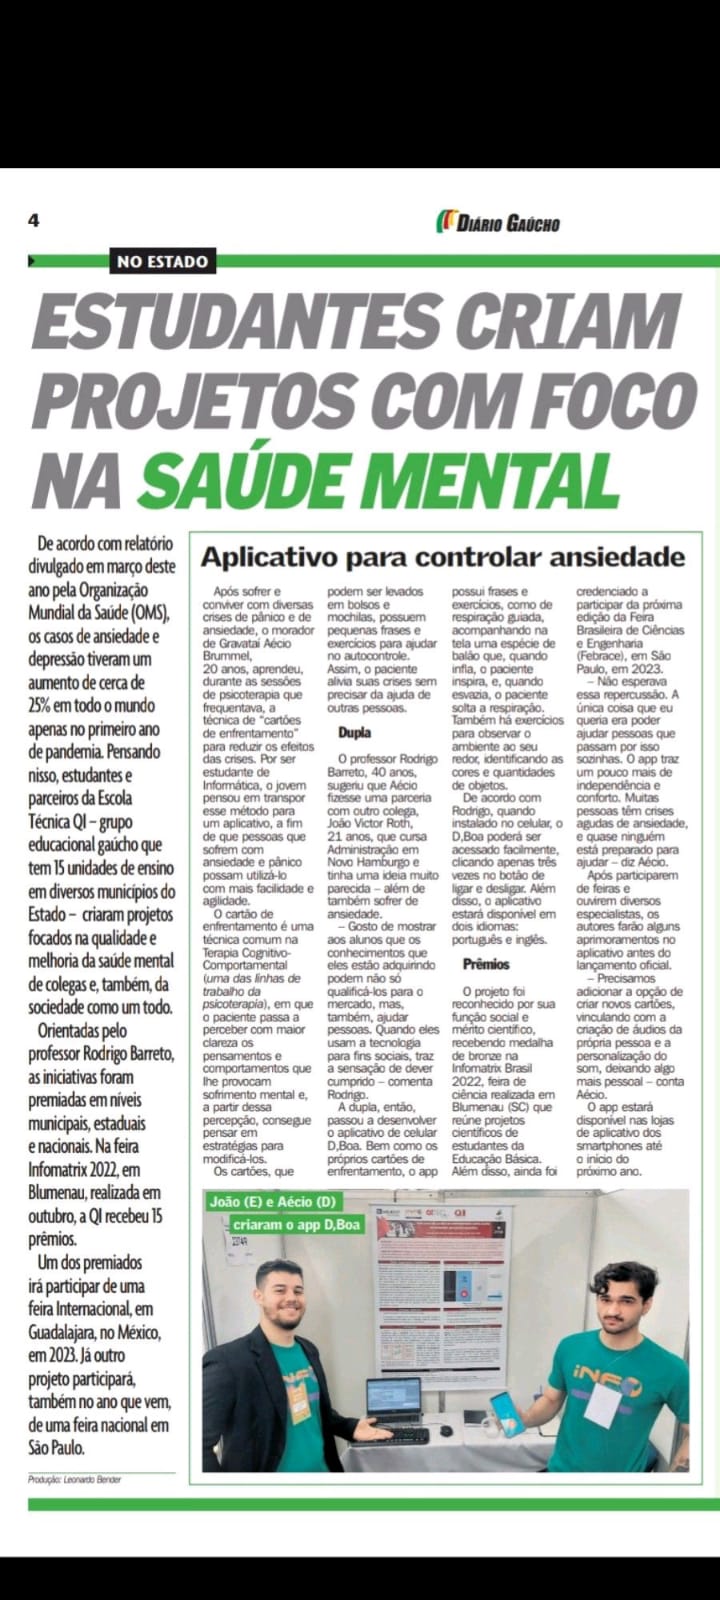 4
DIÁRIO GAÚCHO
NO ESTADO
ESTUDANTES CRIAM
PROJETOS COM FOCO
NA SAÚDE MENTAL
De acordo com relatório
divulgado em março deste
ano pela Organização
Mundial da Saúde (OMS),
os casos de ansiedade e
depressão tiveram um
aumento de cerca de
25% em todo o mundo
apenas no primeiro ano
de pandemia. Pensando
nisso, estudantes e
parceiros da Escola
Técnica QI – grupo
educacional gaúcho que
tem 15 unidades de ensino
em diversos municípios do
Estado – criaram projetos
focados na qualidade e
melhoria da saúde mental
de colegas e, também, da
sociedade como um todo.
Orientadas pelo
professor Rodrigo Barreto,
as iniciativas foram
premiadas em níveis
municipais, estaduais
e nacionais. Na feira
Infomatrix 2022, em
Blumenau, realizada em
outubro, a QI recebeu 15
prêmios.
Um dos premiados
irá participar de uma
feira Internacional, em
Guadalajara, no México,
em 2023. Já outro
projeto participará,
também no ano que vem,
de uma feira nacional em
São Paulo.
Produção: Leonardo Bender
Aplicativo para controlar ansiedade
Após sofrer e
conviver com diversas
crises de pânico e de
ansiedade, o morador
de Gravataí Aécio
Brummel,
20 anos, aprendeu,
durante as sessões
de psicoterapia que
frequentava, a
técnica de “cartões
de enfrentamento”
para reduzir os efeitos
das crises. Por ser
estudante de
Informática, o jovem
pensou em transpor
esse método para
um aplicativo, a fim
de que pessoas que
sofrem com
ansiedade e pânico
possam utilizá-lo
com mais facilidade e
agilidade.
O cartão de
enfrentamento é uma
técnica comum na
Terapia Cognitivo-
Comportamental
(uma das linhas de
trabalho da
psicoterapia), em que
o paciente passa a
perceber com maior
clareza os
pensamentos e
comportamentos que
lhe provocam
sofrimento mental e,
a partir dessa
percepção, consegue
pensar em
estratégias para
modificá-los.
Os cartões, que
podem ser levados
em bolsos e
mochilas, possuem
pequenas frases e
exercícios para ajudar
no autocontrole.
Assim, o paciente
alivia suas crises sem
precisar da ajuda de
outras pessoas.
Dupla
O professor Rodrigo
Barreto, 40 anos,
sugeriu que Aécio
fizesse uma parceria
com outro colega,
João Victor Roth,
21 anos, que cursa
Administração em
Novo Hamburgo e
tinha uma ideia muito
parecida – além de
também sofrer de
ansiedade.
– Gosto de mostrar
aos alunos que os
conhecimentos que
eles estão adquirindo
podem não só
qualificá-los para o
mercado, mas,
também, ajudar
pessoas. Quando eles
usam a tecnologia
para fins sociais, traz
a sensação de dever
cumprido – comenta
Rodrigo.
A dupla, então,
passou a desenvolver
o aplicativo de celular
D,Boa. Bem como os
próprios cartões de
enfrentamento, o app
possui frases e
exercícios, como de
respiração guiada,
acompanhando na
tela uma espécie de
balão que, quando
infla, o paciente
inspira, e, quando
esvazia, o paciente
solta a respiração.
Também há exercícios
para observar o
ambiente ao seu
redor, identificando as
cores e quantidades
de objetos.
De acordo com
Rodrigo, quando
instalado no celular, o
D,Boa poderá ser
acessado facilmente,
clicando apenas três
vezes no botão de
ligar e desligar. Além
disso, o aplicativo
estará disponível em
dois idiomas:
português e inglês.
Prêmios
O projeto foi
reconhecido por sua
função social e
mérito científico,
recebendo medalha
de bronze na
Infomatrix Brasil
2022, feira de
ciência realizada em
Blumenau (SC) que
reúne projetos
científicos de
estudantes da
Educação Básica.
Além disso, ainda foi
credenciado a
participar da próxima
edição da Feira
Brasileira de Ciências
e Engenharia
(Febrace), em São
Paulo, em 2023.
– Não esperava
essa repercussão. A
única coisa que eu
queria era poder
ajudar pessoas que
passam por isso
sozinhas. O app traz
um pouco mais de
independência e
conforto. Muitas
pessoas têm crises
agudas de ansiedade,
e quase ninguém
está preparado para
ajudar – diz Aécio.
Após participarem
de feiras e
ouvirem diversos
especialistas, os
autores farão alguns
aprimoramentos no
aplicativo antes do
lançamento oficial.
– Precisamos
adicionar a opção de
criar novos cartões,
vinculando com a
criação de áudios da
própria pessoa e a
personalização do
som, deixando algo
mais pessoal – conta
Aécio.
O app estará
disponível nas lojas
de aplicativo dos
smartphones até
o início do
próximo ano.
João (E) e Aécio (D)
criaram o app D,Boa
QI
INFO